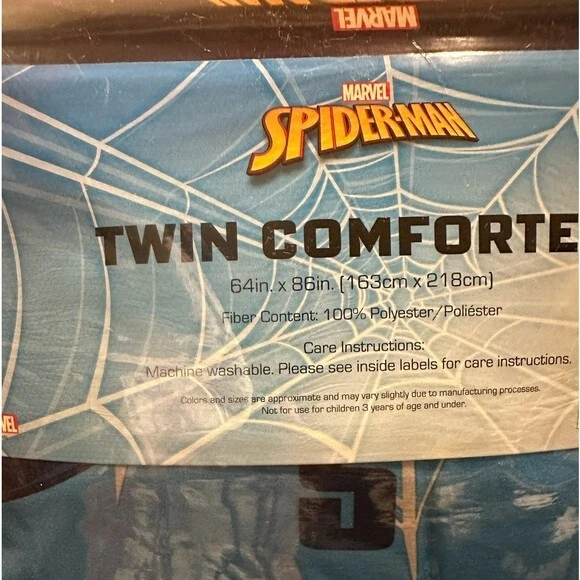 MARVEL
MARVEL
SPIDER-MAN
TWIN COMFORTE
64in. x 86in. (163cm x 218cm)
Fiber Content: 100% Polyester/Poliéster
Care Instructions:
Machine washable. Please see inside labels for care instructions.
Colors and sizes are approximate and may vary slightly due to manufacturing processes.
Not for use for children 3 years of age and under.
VEL